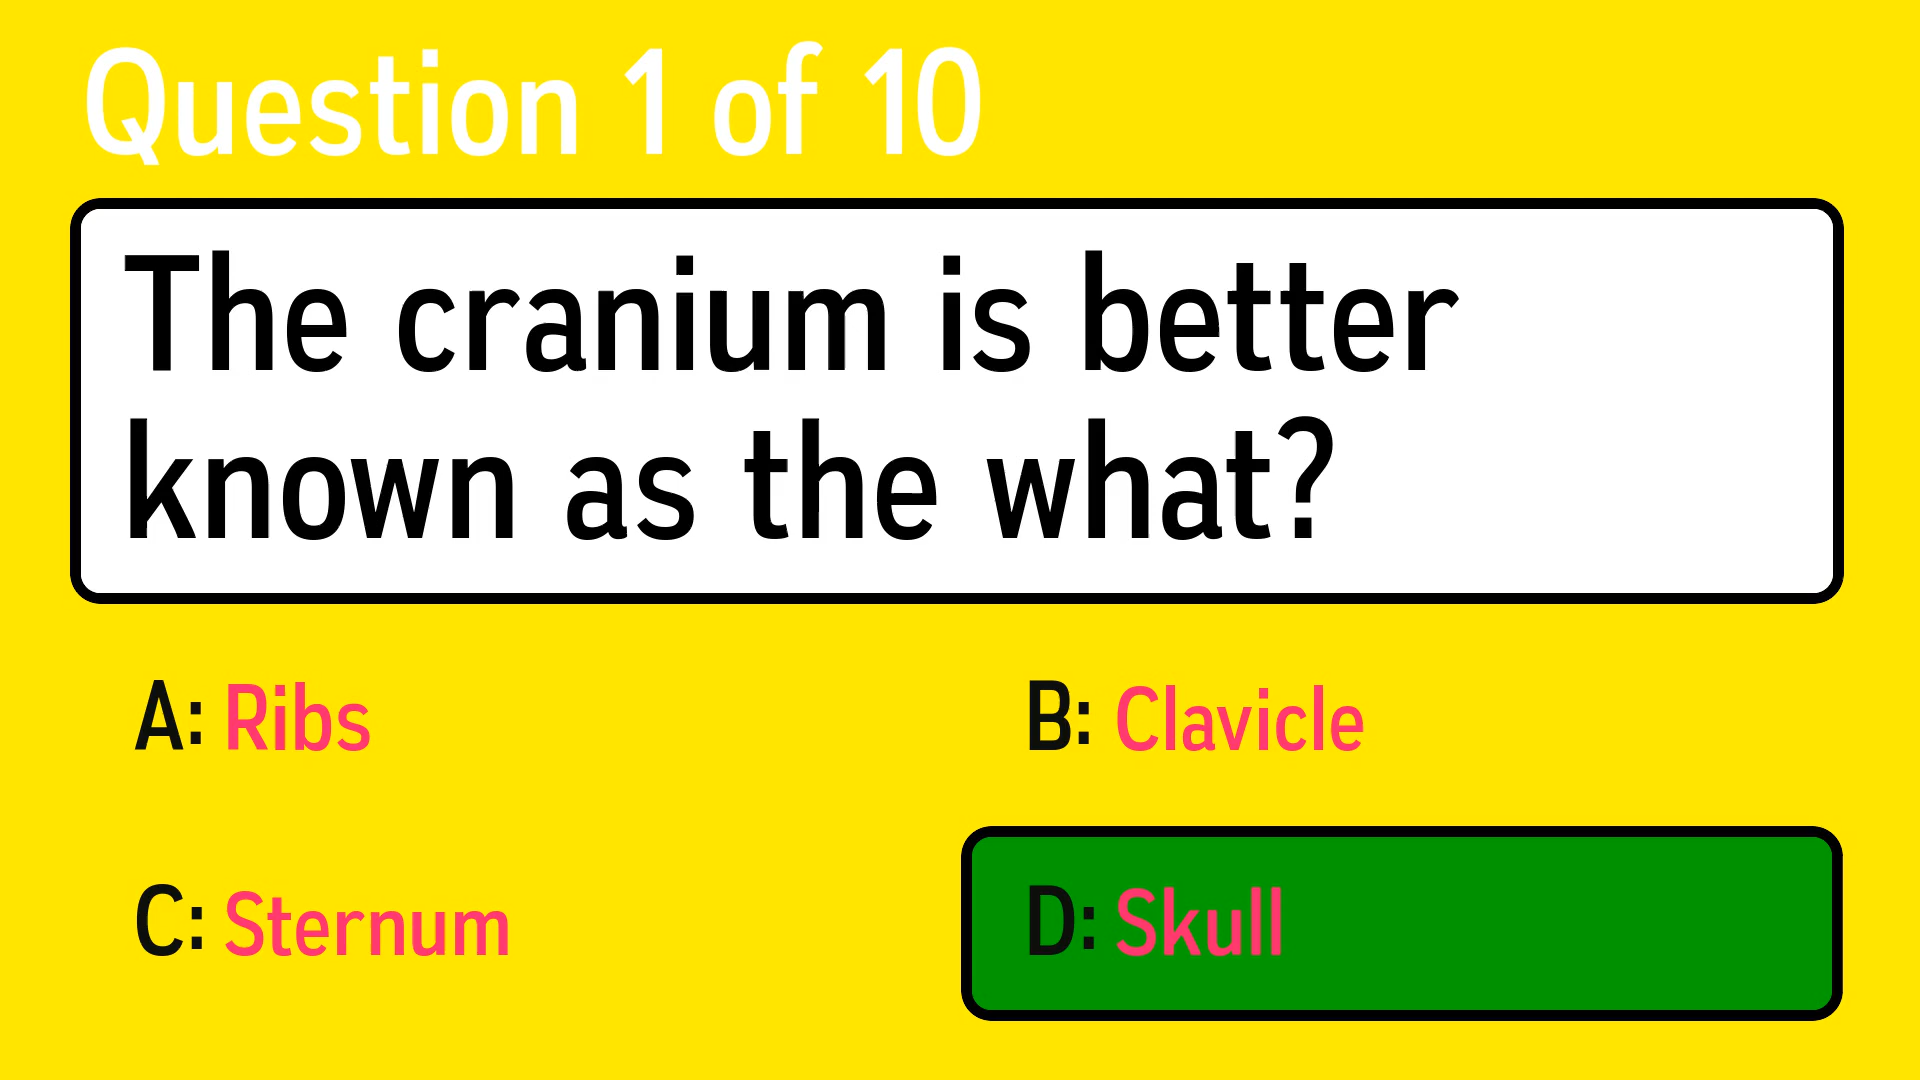 Question 1 of 10
The cranium is better
known as the what?
A: Ribs
B: Clavicle
C: Sternum
D: Skull